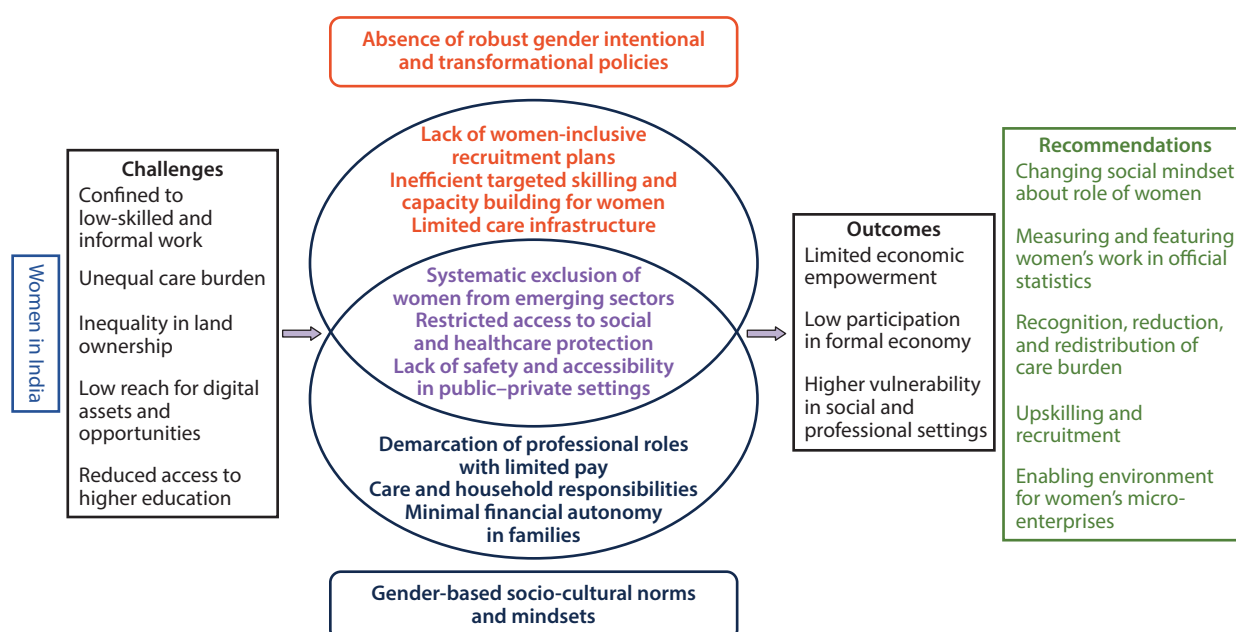 Women in India
Challenges
Confined to
low-skilled and
informal work
Unequal care burden
Inequality in land
ownership
Low reach for digital
assets and
opportunities
Reduced access to
higher education
Absence of robust gender intentional
and transformational policies
Lack of women-inclusive
recruitment plans
Inefficient targeted skilling and
capacity building for women
Limited care infrastructure
Systematic exclusion of
women from emerging sectors
Restricted access to social
and healthcare protection
Lack of safety and accessibility
in public–private settings
Demarcation of professional roles
with limited pay
Care and household responsibilities
Minimal financial autonomy
in families
Gender-based socio-cultural norms
and mindsets
Outcomes
Limited economic
empowerment
Low participation
in formal economy
Higher vulnerability
in social and
professional settings
Recommendations
Changing social mindset
about role of women
Measuring and featuring
women's work in official
statistics
Recognition, reduction,
and redistribution of
care burden
Upskilling and
recruitment
Enabling environment
for women's micro-
enterprises